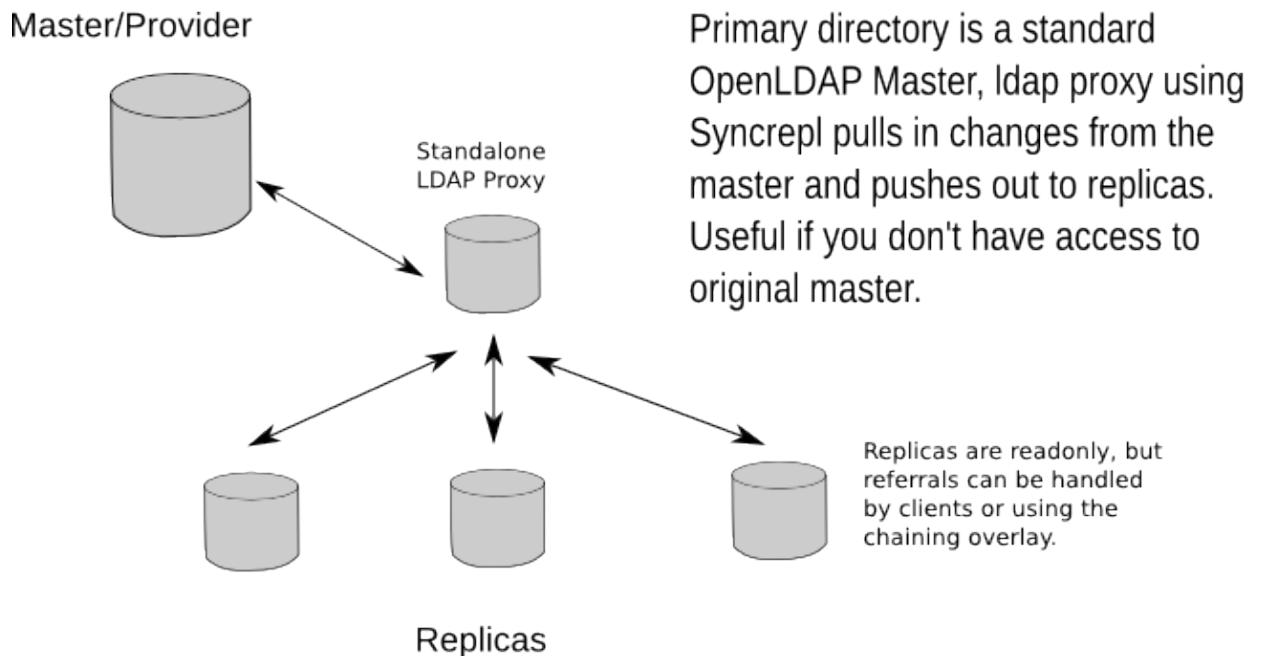 Master/Provider
Primary directory is a standard
OpenLDAP Master, ldap proxy using
Syncrepl pulls in changes from the
master and pushes out to replicas.
Useful if you don't have access to
original master.
Standalone
LDAP Proxy
Replicas are readonly, but
referrals can be handled
by clients or using the
chaining overlay.
Replicas